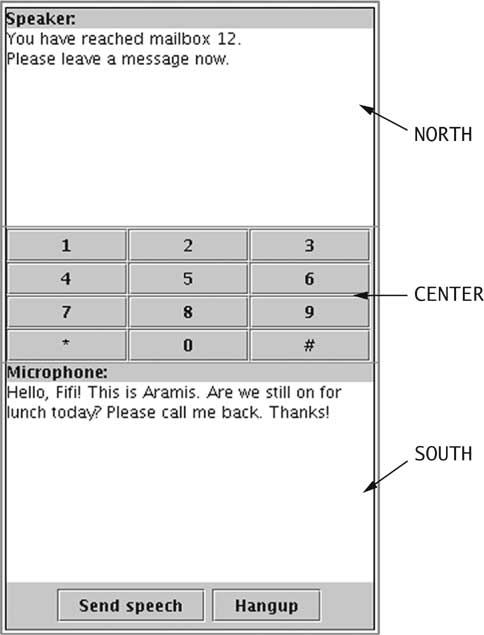 Speaker:
You have reached mailbox 12.
Please leave a message now.
NORTH
1 2 3
4 5 6
CENTER
7 8 9
* 0 #
Microphone:
Hello, Fifi! This is Aramis. Are we still on for
lunch today? Please call me back. Thanks!
SOUTH
Send speech Hangup